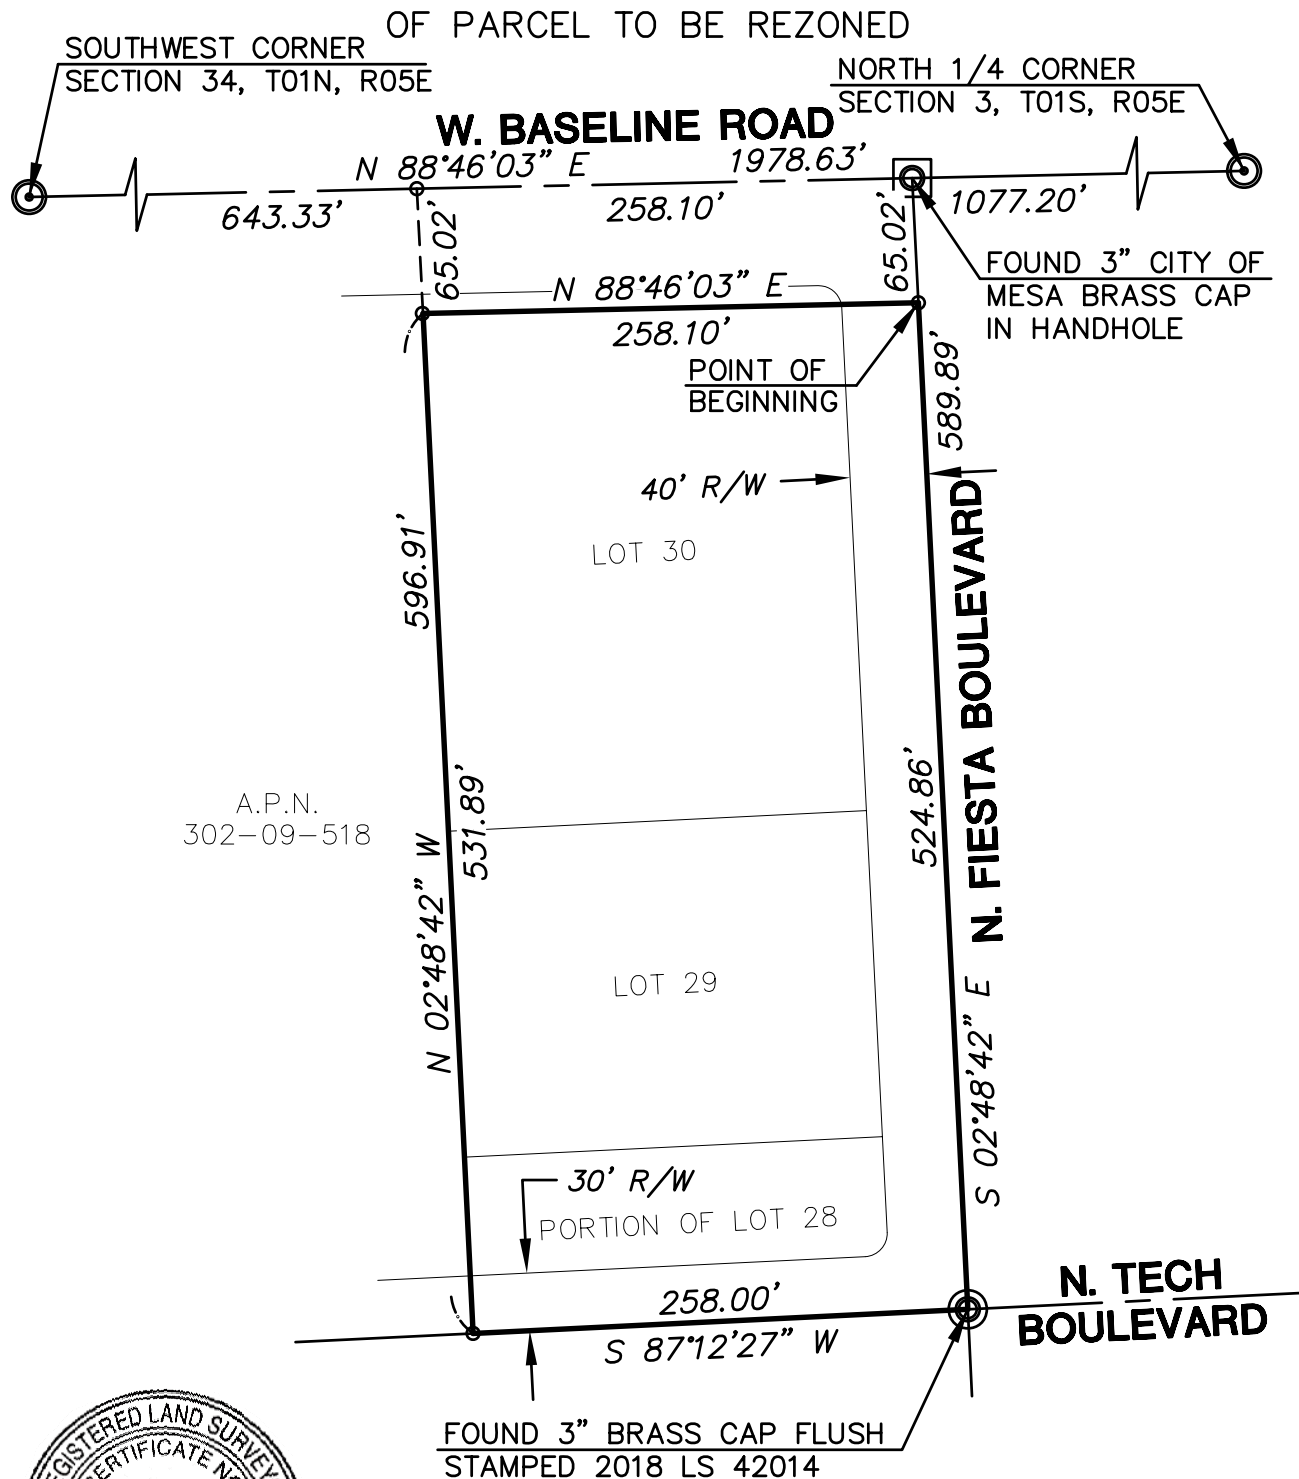 OF PARCEL TO BE REZONED
SOUTHWEST CORNER
SECTION 34, T01N, R05E
NORTH 1/4 CORNER
SECTION 3, T01S, R05E
W. BASELINE ROAD
N 88°46'03" E
1978.63'
643.33'
258.10'
1077.20'
65.02'
65.02'
FOUND 3" CITY OF
MESA BRASS CAP
IN HANDHOLE
N 88°46'03" E
258.10'
POINT OF
BEGINNING
589.89'
40' R/W
LOT 30
596.91'
N. FIESTA BOULEVARD
531.89'
524.86'
A.P.N.
302-09-518
N 02°48'42" W
LOT 29
S 02°48'42" E
30' R/W
PORTION OF LOT 28
258.00'
S 87°12'27" W
N. TECH
BOULEVARD
FOUND 3" BRASS CAP FLUSH
STAMPED 2018 LS 42014
LAND